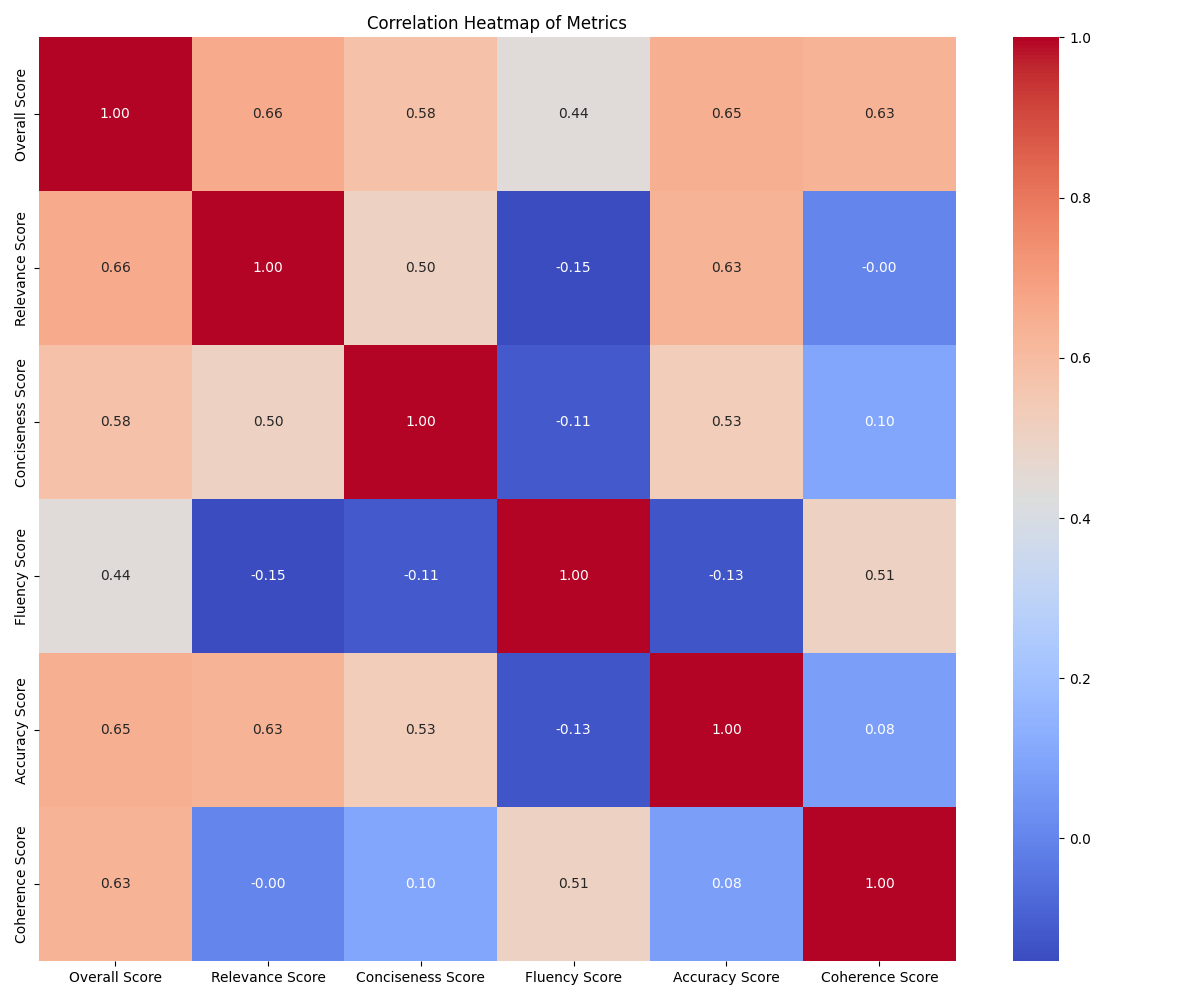 Correlation Heatmap of Metrics
Overall Score
1.00 0.66 0.58 0.44 0.65 0.63
Relevance Score
0.66 1.00 0.50 -0.15 0.63 -0.00
Conciseness Score
0.58 0.50 1.00 -0.11 0.53 0.10
Fluency Score
0.44 -0.15 -0.11 1.00 -0.13 0.51
Accuracy Score
0.65 0.63 0.53 -0.13 1.00 0.08
Coherence Score
0.63 -0.00 0.10 0.51 0.08 1.00
Overall Score Relevance Score Conciseness Score Fluency Score Accuracy Score Coherence Score
1.0
0.8
0.6
0.4
0.2
0.0